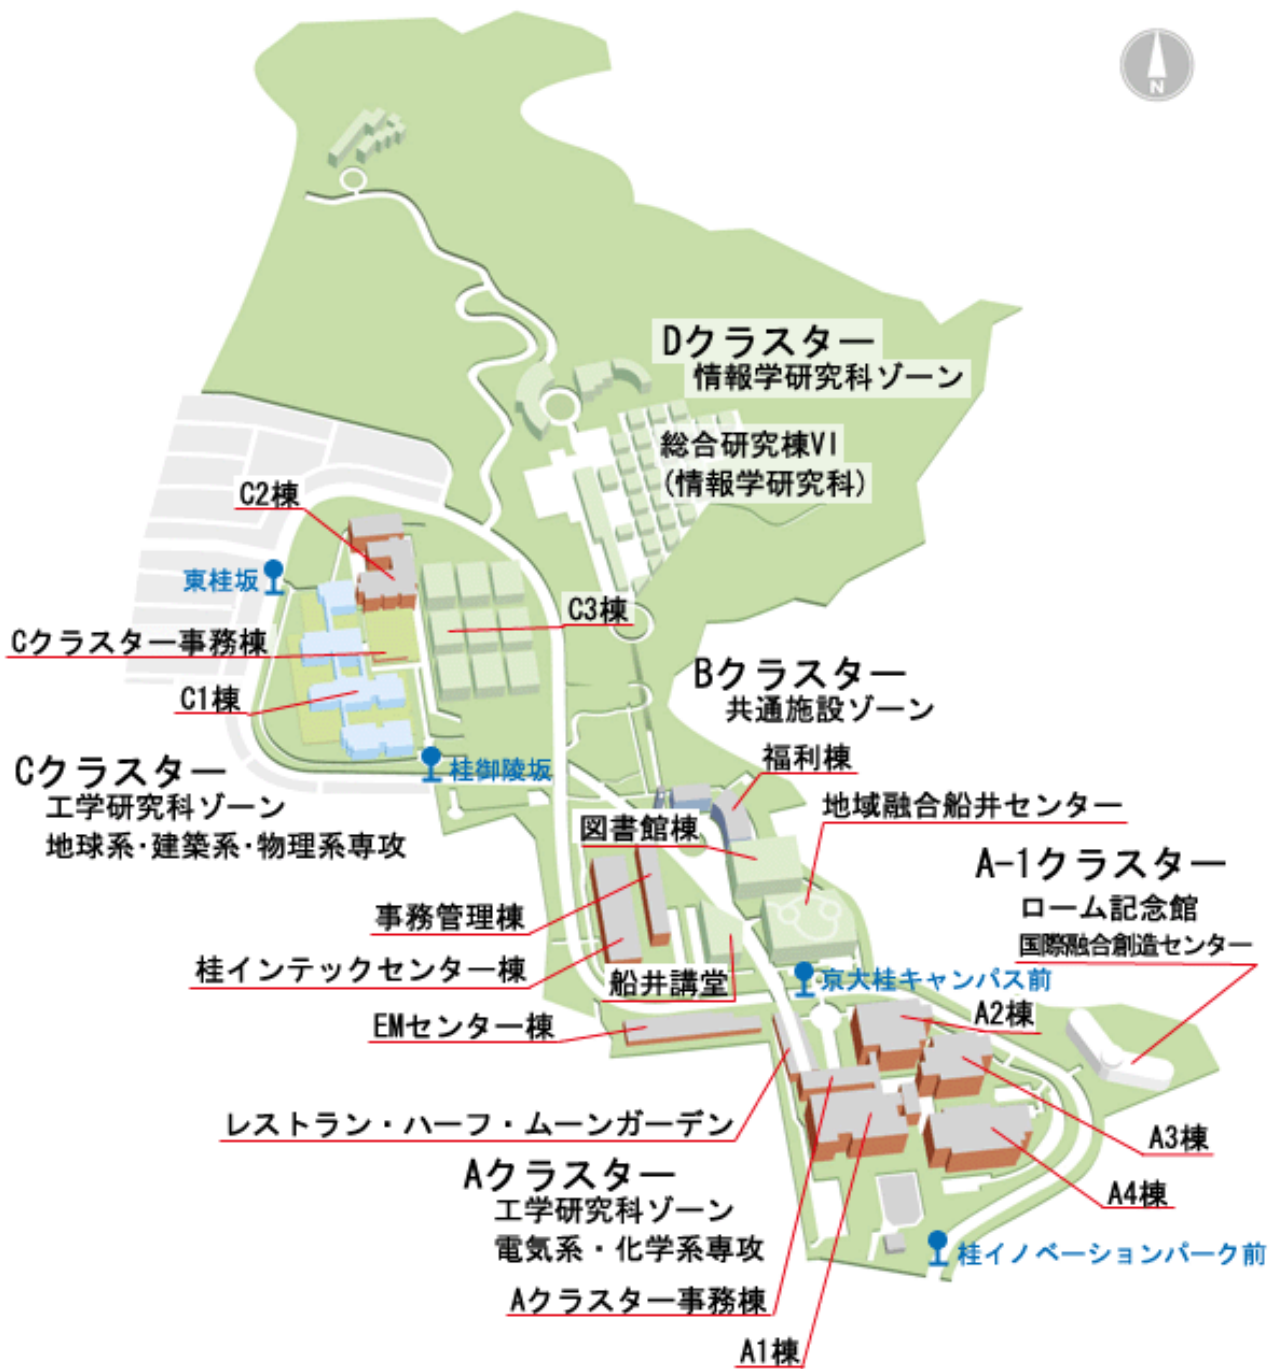 N
Dクラスター
情報学研究科ゾーン
総合研究棟VI
(情報学研究科)
C2棟
東桂坂
C3棟
Cクラスター事務棟
C1棟
Bクラスター
共通施設ゾーン
福利棟
Cクラスター
工学研究科ゾーン
地球系・建築系・物理系専攻
桂御陵坂
地域融合船井センター
図書館棟
A-1クラスター
ローム記念館
国際融合創造センター
事務管理棟
桂インテックセンター棟
船井講堂
京大桂キャンパス前
A2棟
EMセンター棟
レストラン・ハーフ・ムーンガーデン
A3棟
Aクラスター
工学研究科ゾーン
電気系・化学系専攻
A4棟
桂イノベーションパーク前
Aクラスター事務棟
A1棟